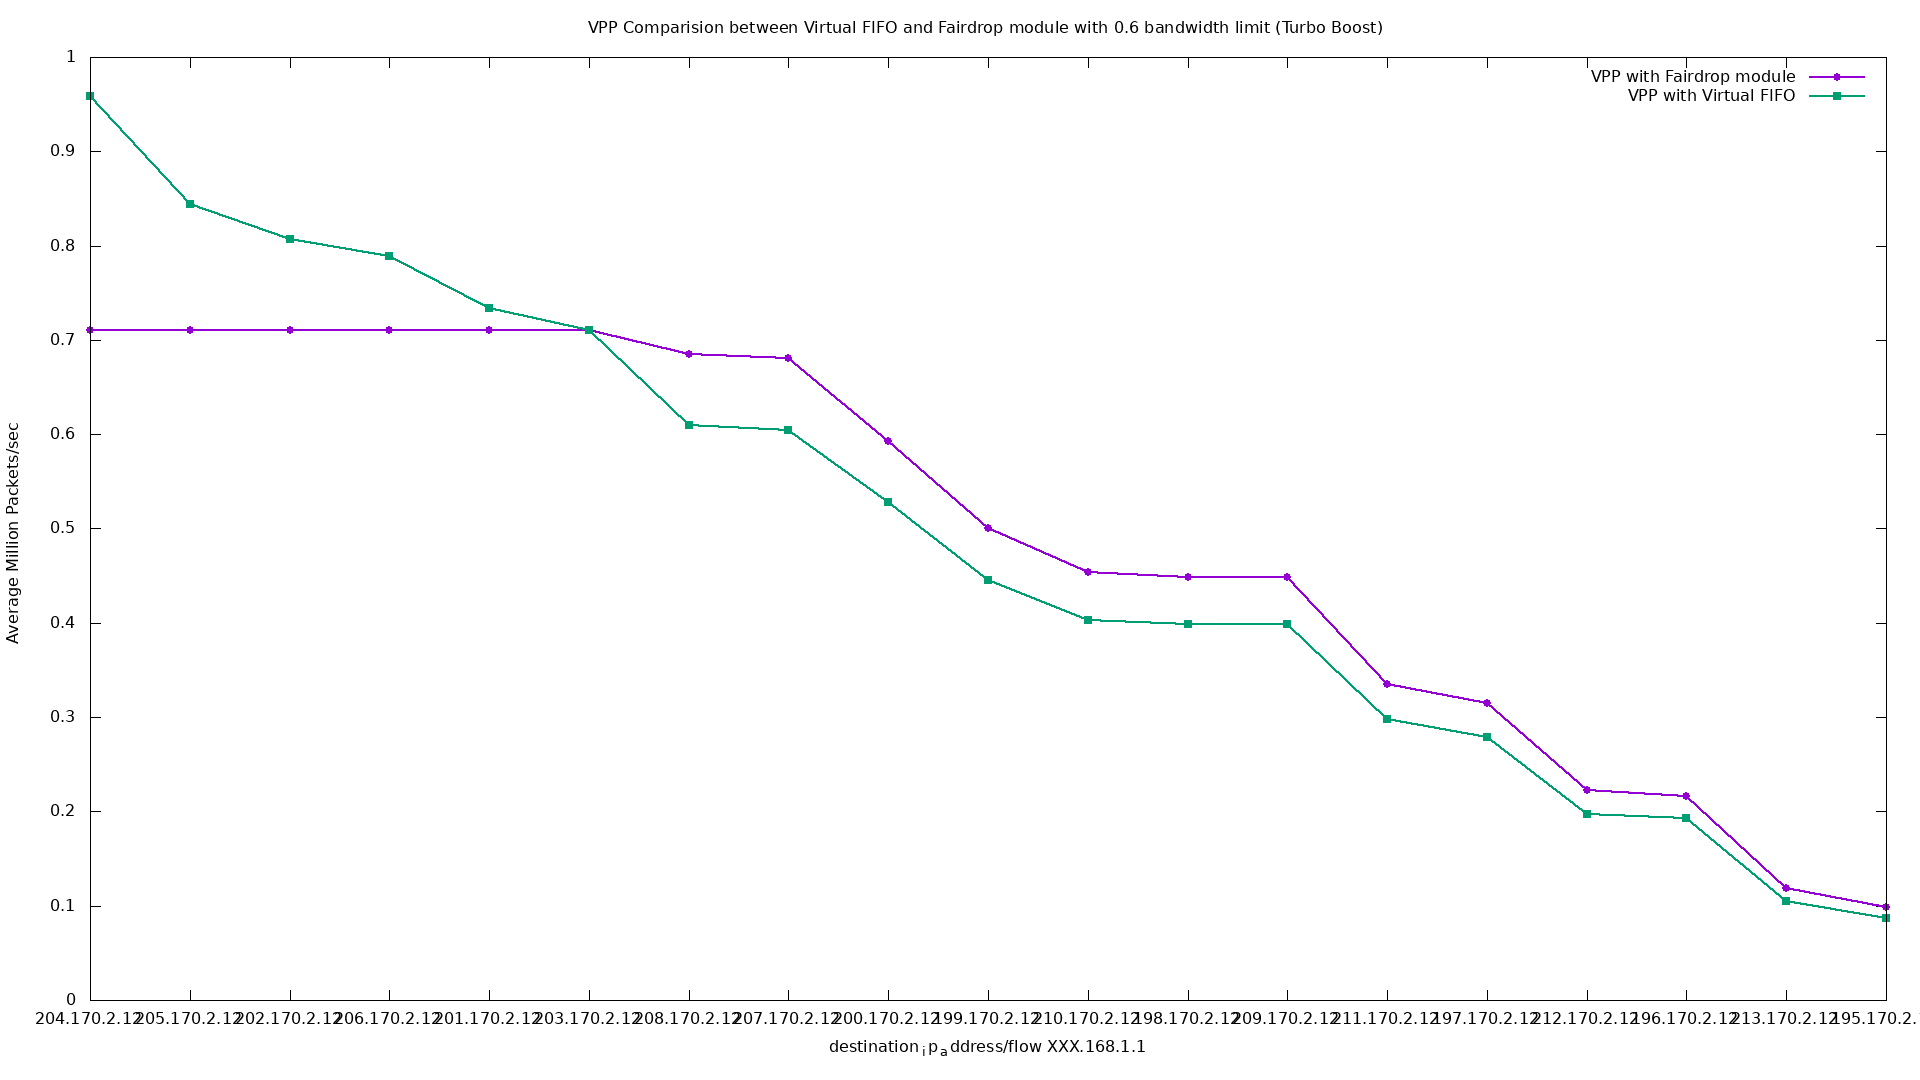 VPP Comparision between Virtual FIFO and Fairdrop module with 0.6 bandwidth limit (Turbo Boost)
VPP with Fairdrop module
VPP with Virtual FIFO
1
0.9
0.8
0.7
0.6
0.5
0.4
0.3
0.2
0.1
0
Average Million Packets/sec
204.170.2.12 205.170.2.12 202.170.2.12 206.170.2.12 201.170.2.12 203.170.2.12 208.170.2.12 207.170.2.12 200.170.2.12 199.170.2.12 210.170.2.12 198.170.2.12 209.170.2.12 211.170.2.12 197.170.2.12 212.170.2.12 196.170.2.12 213.170.2.12 195.170.2.
destination_ip_address/flow XXX.168.1.1